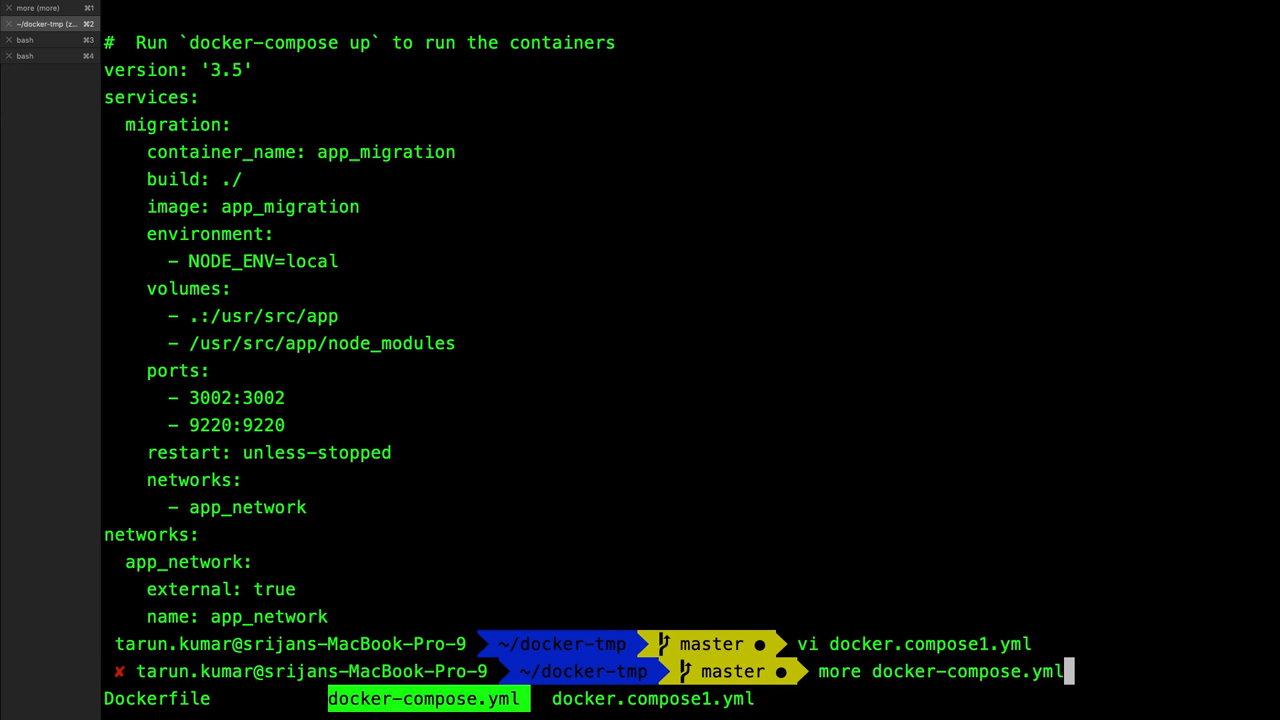 more (more) ⌘1
~/docker-tmp (z... ⌘2
bash ⌘3
bash ⌘4
#  Run `docker-compose up` to run the containers
version: '3.5'
services:
  migration:
    container_name: app_migration
    build: ./
    image: app_migration
    environment:
      - NODE_ENV=local
    volumes:
      - .:/usr/src/app
      - /usr/src/app/node_modules
    ports:
      - 3002:3002
      - 9220:9220
    restart: unless-stopped
    networks:
      - app_network
networks:
  app_network:
    external: true
    name: app_network
tarun.kumar@srijans-MacBook-Pro-9 ~/docker-tmp master ● vi docker.compose1.yml
✘ tarun.kumar@srijans-MacBook-Pro-9 ~/docker-tmp master ● more docker-compose.yml
Dockerfile docker-compose.yml docker.compose1.yml